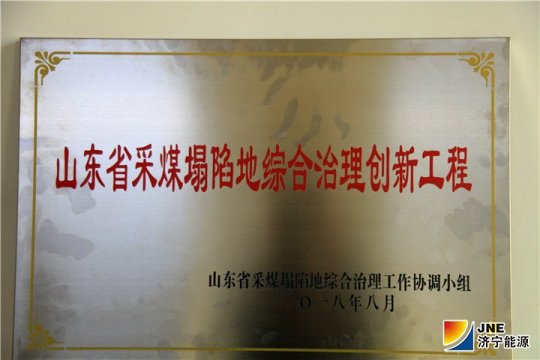 山东省采煤塌陷地综合治理创新工程
山东省采煤塌陷地综合治理工作协调小组
二〇一八年八月
JNE
济宁能源